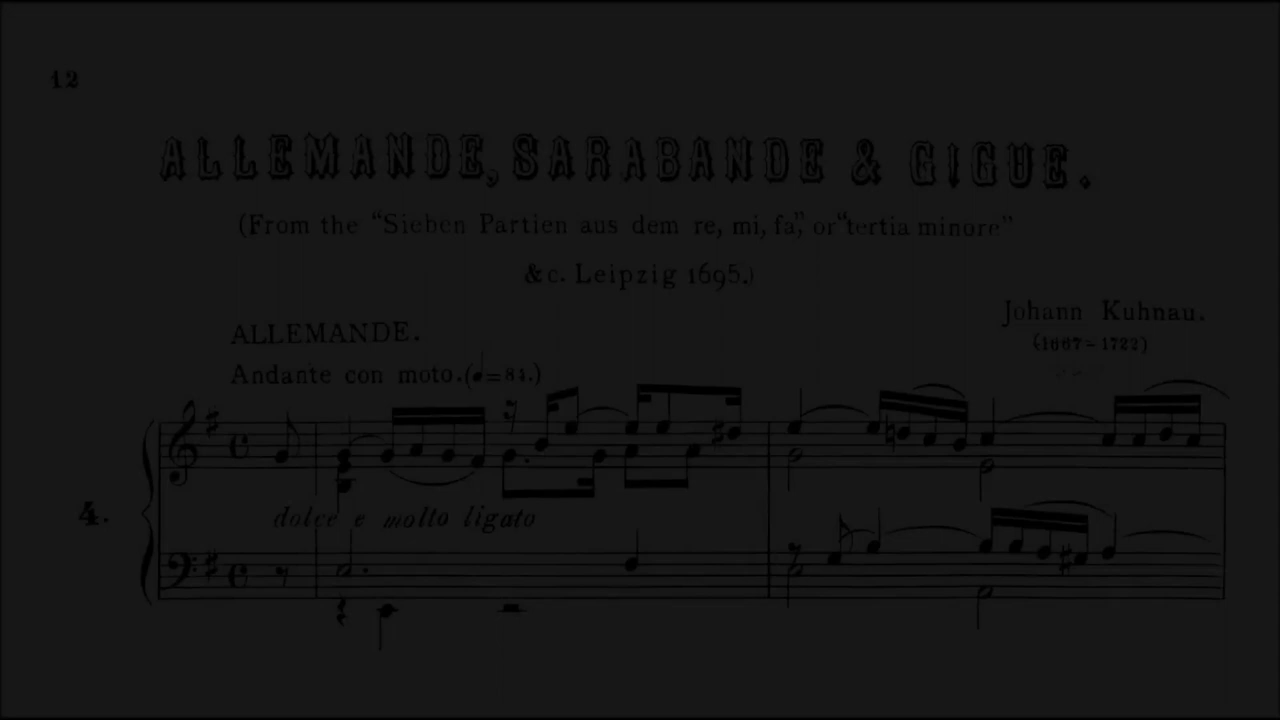 12
ALLEMANDE, SARABANDE & GIGUE.
(From the “Sieben Partien aus dem re, mi, fa”, or “tertia minore”
&c. Leipzig 1695.)
Johann Kuhnau.
(1667-1722)
ALLEMANDE.
Andante con moto. (♩=84.)
4.
dolce e molto ligato